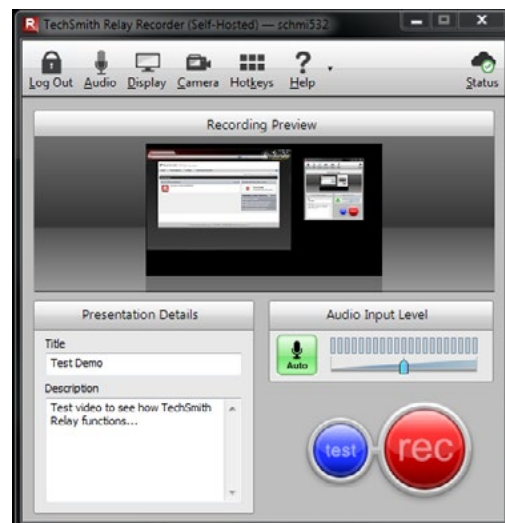 TechSmith Relay Recorder (Self-Hosted) — schmi532
Log Out Audio Display Camera Hotkeys Help Status
Recording Preview
Presentation Details
Title
Test Demo
Description
Test video to see how TechSmith
Relay functions...
Audio Input Level
Auto
test
rec